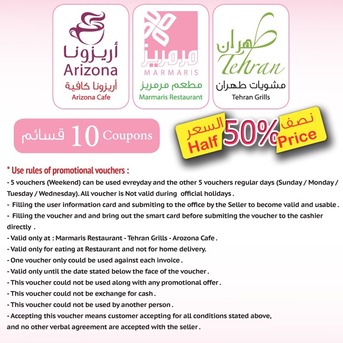 أريزونا
Arizona
أريزونا كافية
Arizona Cafe
مرمريز
MARMARIS
مطعم مرمريز
Marmaris Restaurant
طهران
Tehran
مشويات طهران
Tehran Grills
10 قسائم Coupons
السعر نصف
Half 50% Price
* Use rules of promotional vouchers :
- 5 vouchers (Weekend) can be used evreyday and the other 5 vouchers regular days (Sunday / Monday /
Tuesday / Wednesday). All voucher is Not valid during official holidays .
- Filling the user information card and submiting to the office by the Seller to become valid and usable .
- Filling the voucher and and bring out the smart card before submiting the voucher to the cashier
directly .
- Valid only at : Marmaris Restaurant - Tehran Grills - Arozona Cafe .
- Valid only for eating at Restaurant and not for home delivery.
- One voucher only could be used against each invoice .
- Valid only until the date stated below the face of the voucher .
- This voucher could not be used along with any promotional offer .
- This voucher could not be exchange for cash .
- This voucher could not be used by another person .
- Accepting this voucher means customer accepting for all conditions stated above,
and no other verbal agreement are accepted with the seller .